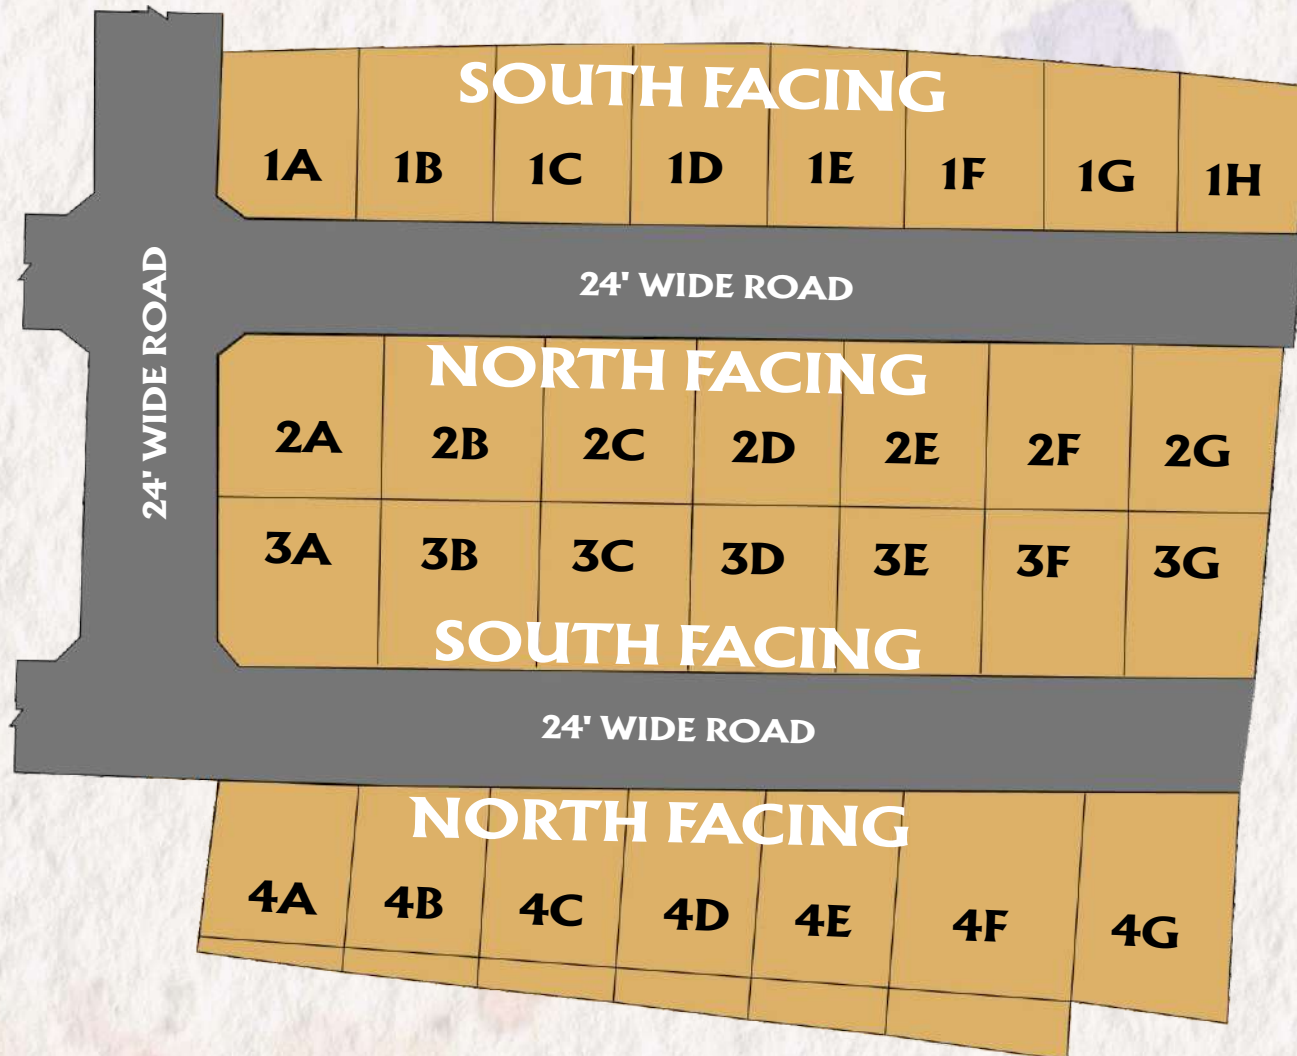 SOUTH FACING
1A 1B 1C 1D 1E 1F 1G 1H
24' WIDE ROAD
24' WIDE ROAD
NORTH FACING
2A 2B 2C 2D 2E 2F 2G
3A 3B 3C 3D 3E 3F 3G
SOUTH FACING
24' WIDE ROAD
NORTH FACING
4A 4B 4C 4D 4E 4F 4G